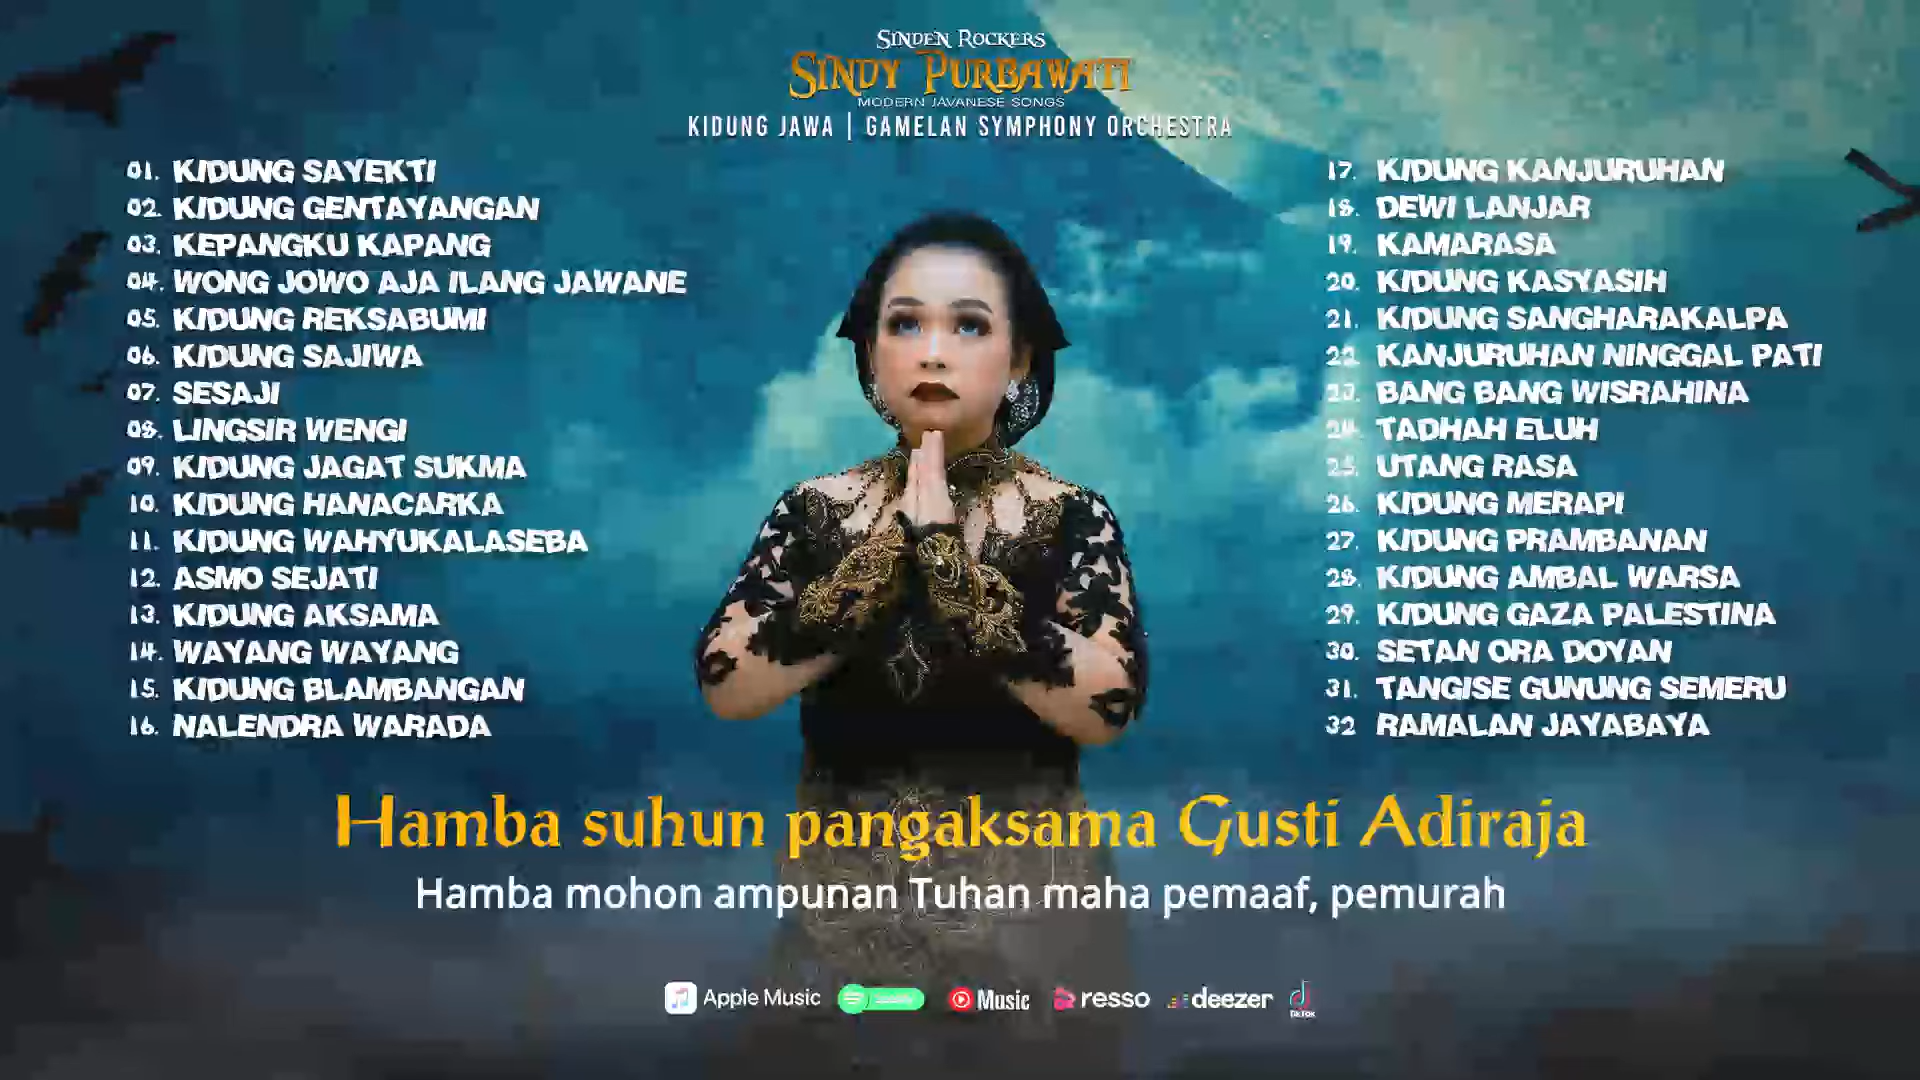 SINDEN ROCKERS
SINDY PURBAWATI
MODERN JAVANESE SONGS
KIDUNG JAWA | GAMELAN SYMPHONY ORCHESTRA
01. KIDUNG SAYEKTI
02. KIDUNG GENTAYANGAN
03. KEPANGKU KAPANG
04. WONG JOWO AJA ILANG JAWANE
05. KIDUNG REKSABUMI
06. KIDUNG SAJIWA
07. SESAJI
08. LINGSIR WENGI
09. KIDUNG JAGAT SUKMA
10. KIDUNG HANACARKA
11. KIDUNG WAHYUKALASEBA
12. ASMO SEJATI
13. KIDUNG AKSAMA
14. WAYANG WAYANG
15. KIDUNG BLAMBANGAN
16. NALENDRA WARADA
17. KIDUNG KANJURUHAN
18. DEWI LANJAR
19. KAMARASA
20. KIDUNG KASYASIH
21. KIDUNG SANGHARAKALPA
22. KANJURUHAN NINGGAL PATI
23. BANG BANG WISRAHINA
24. TADHAH ELUH
25. UTANG RASA
26. KIDUNG MERAPI
27. KIDUNG PRAMBANAN
28. KIDUNG AMBAL WARSA
29. KIDUNG GAZA PALESTINA
30. SETAN ORA DOYAN
31. TANGISE GUNUNG SEMERU
32 RAMALAN JAYABAYA
Hamba suhun pangaksama Gusti Adiraja
Hamba mohon ampunan Tuhan maha pemaaf, pemurah
Apple Music Spotify Music resso deezer TikTok